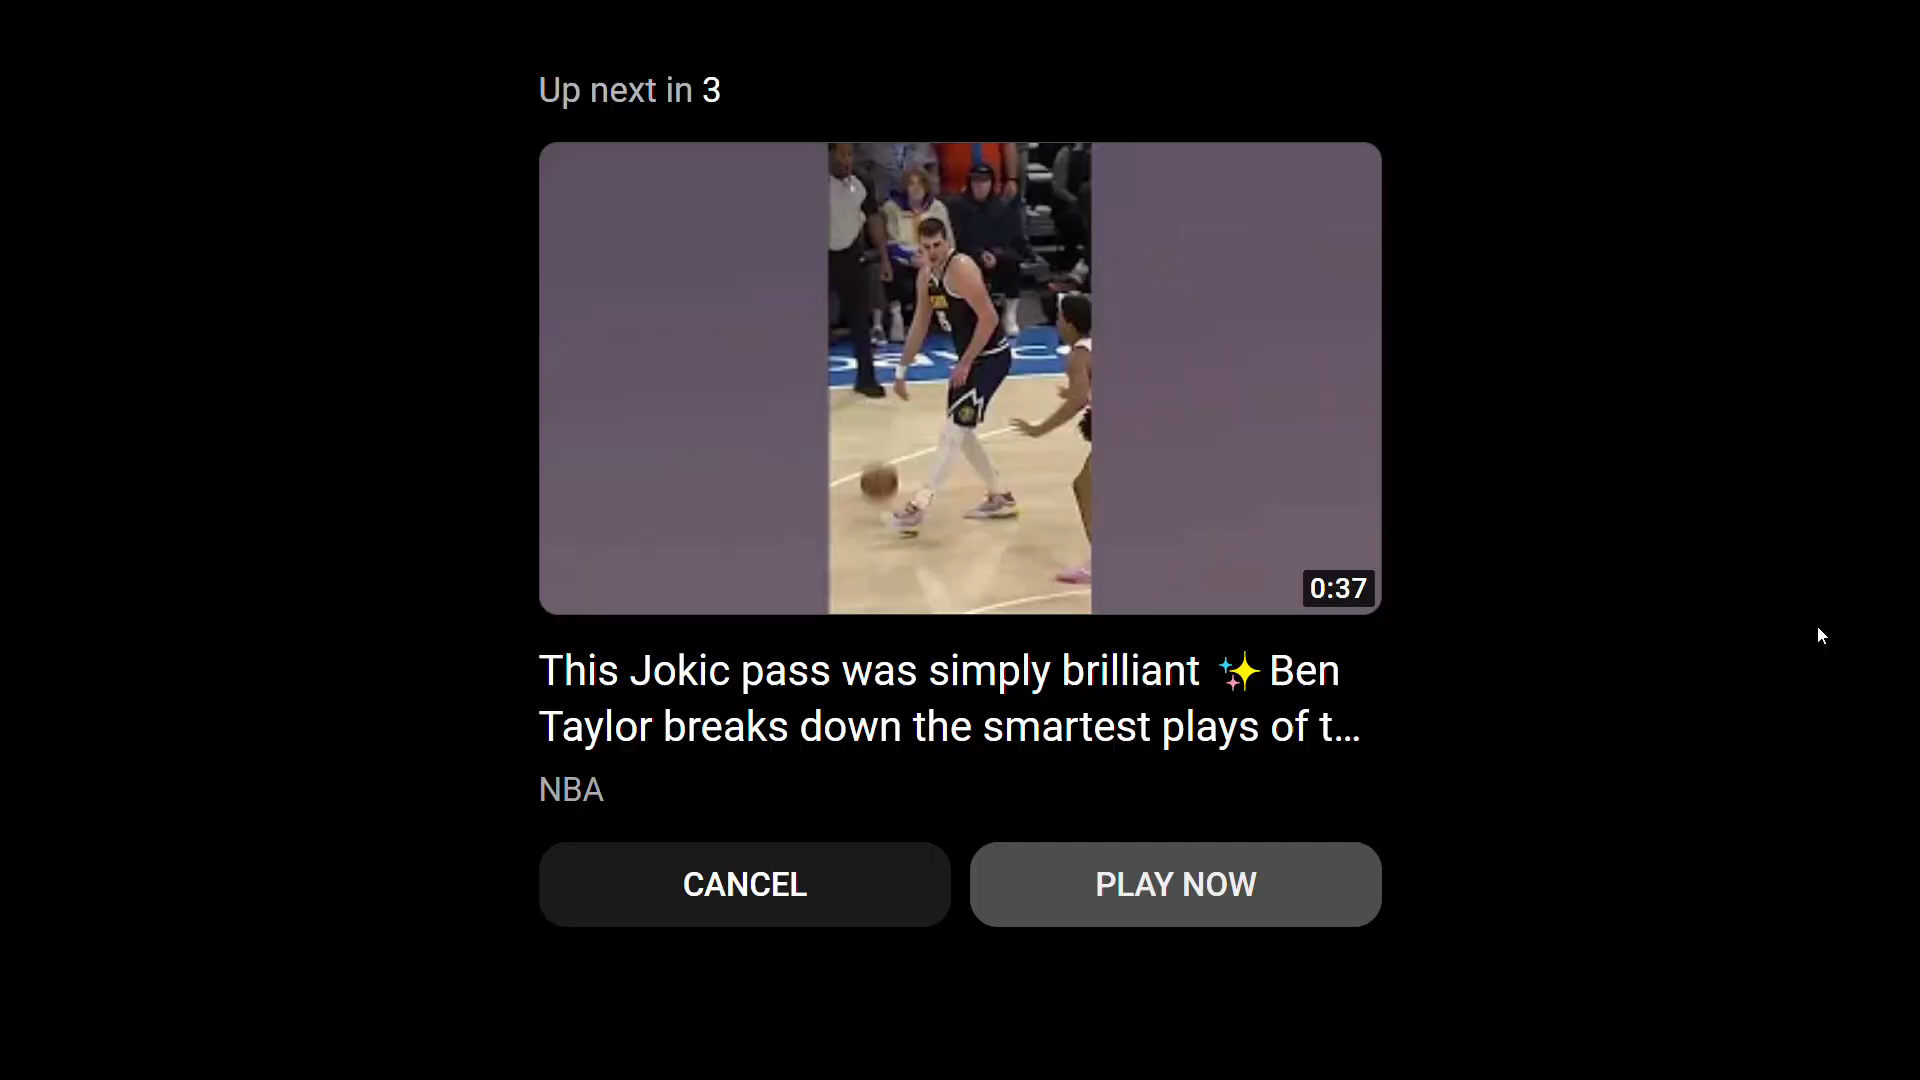 Up next in 3
0:37
This Jokic pass was simply brilliant ✨ Ben
Taylor breaks down the smartest plays of t...
NBA
CANCEL
PLAY NOW